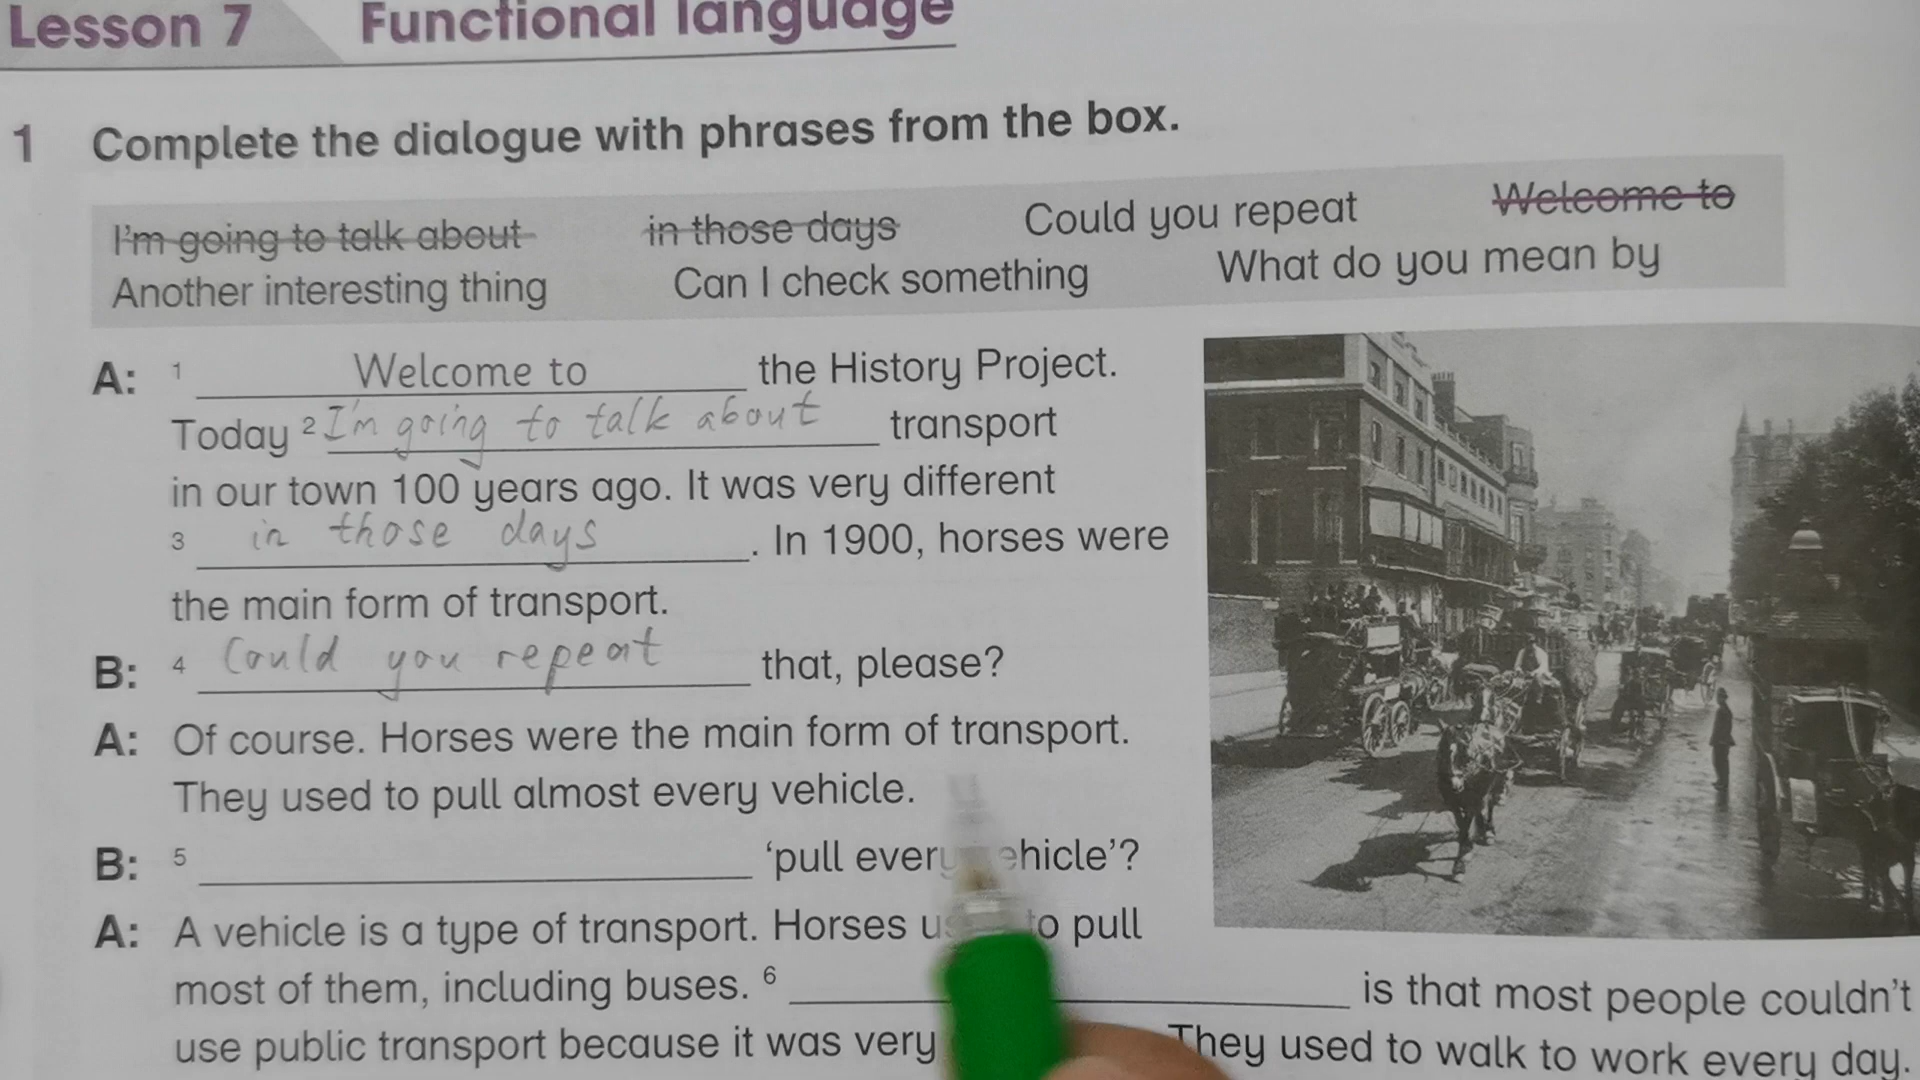 Lesson 7 Functional language
1 Complete the dialogue with phrases from the box.
I'm going to talk about in those days Could you repeat Welcome to
Another interesting thing Can I check something What do you mean by
A: 1 Welcome to the History Project.
Today 2 I'm going to talk about transport
in our town 100 years ago. It was very different
3 in those days. In 1900, horses were
the main form of transport.
B: 4 Could you repeat that, please?
A: Of course. Horses were the main form of transport.
They used to pull almost every vehicle.
B: 5 'pull every vehicle'?
A: A vehicle is a type of transport. Horses to pull
most of them, including buses. 6 is that most people couldn't
use public transport because it was very They used to walk to work every day.